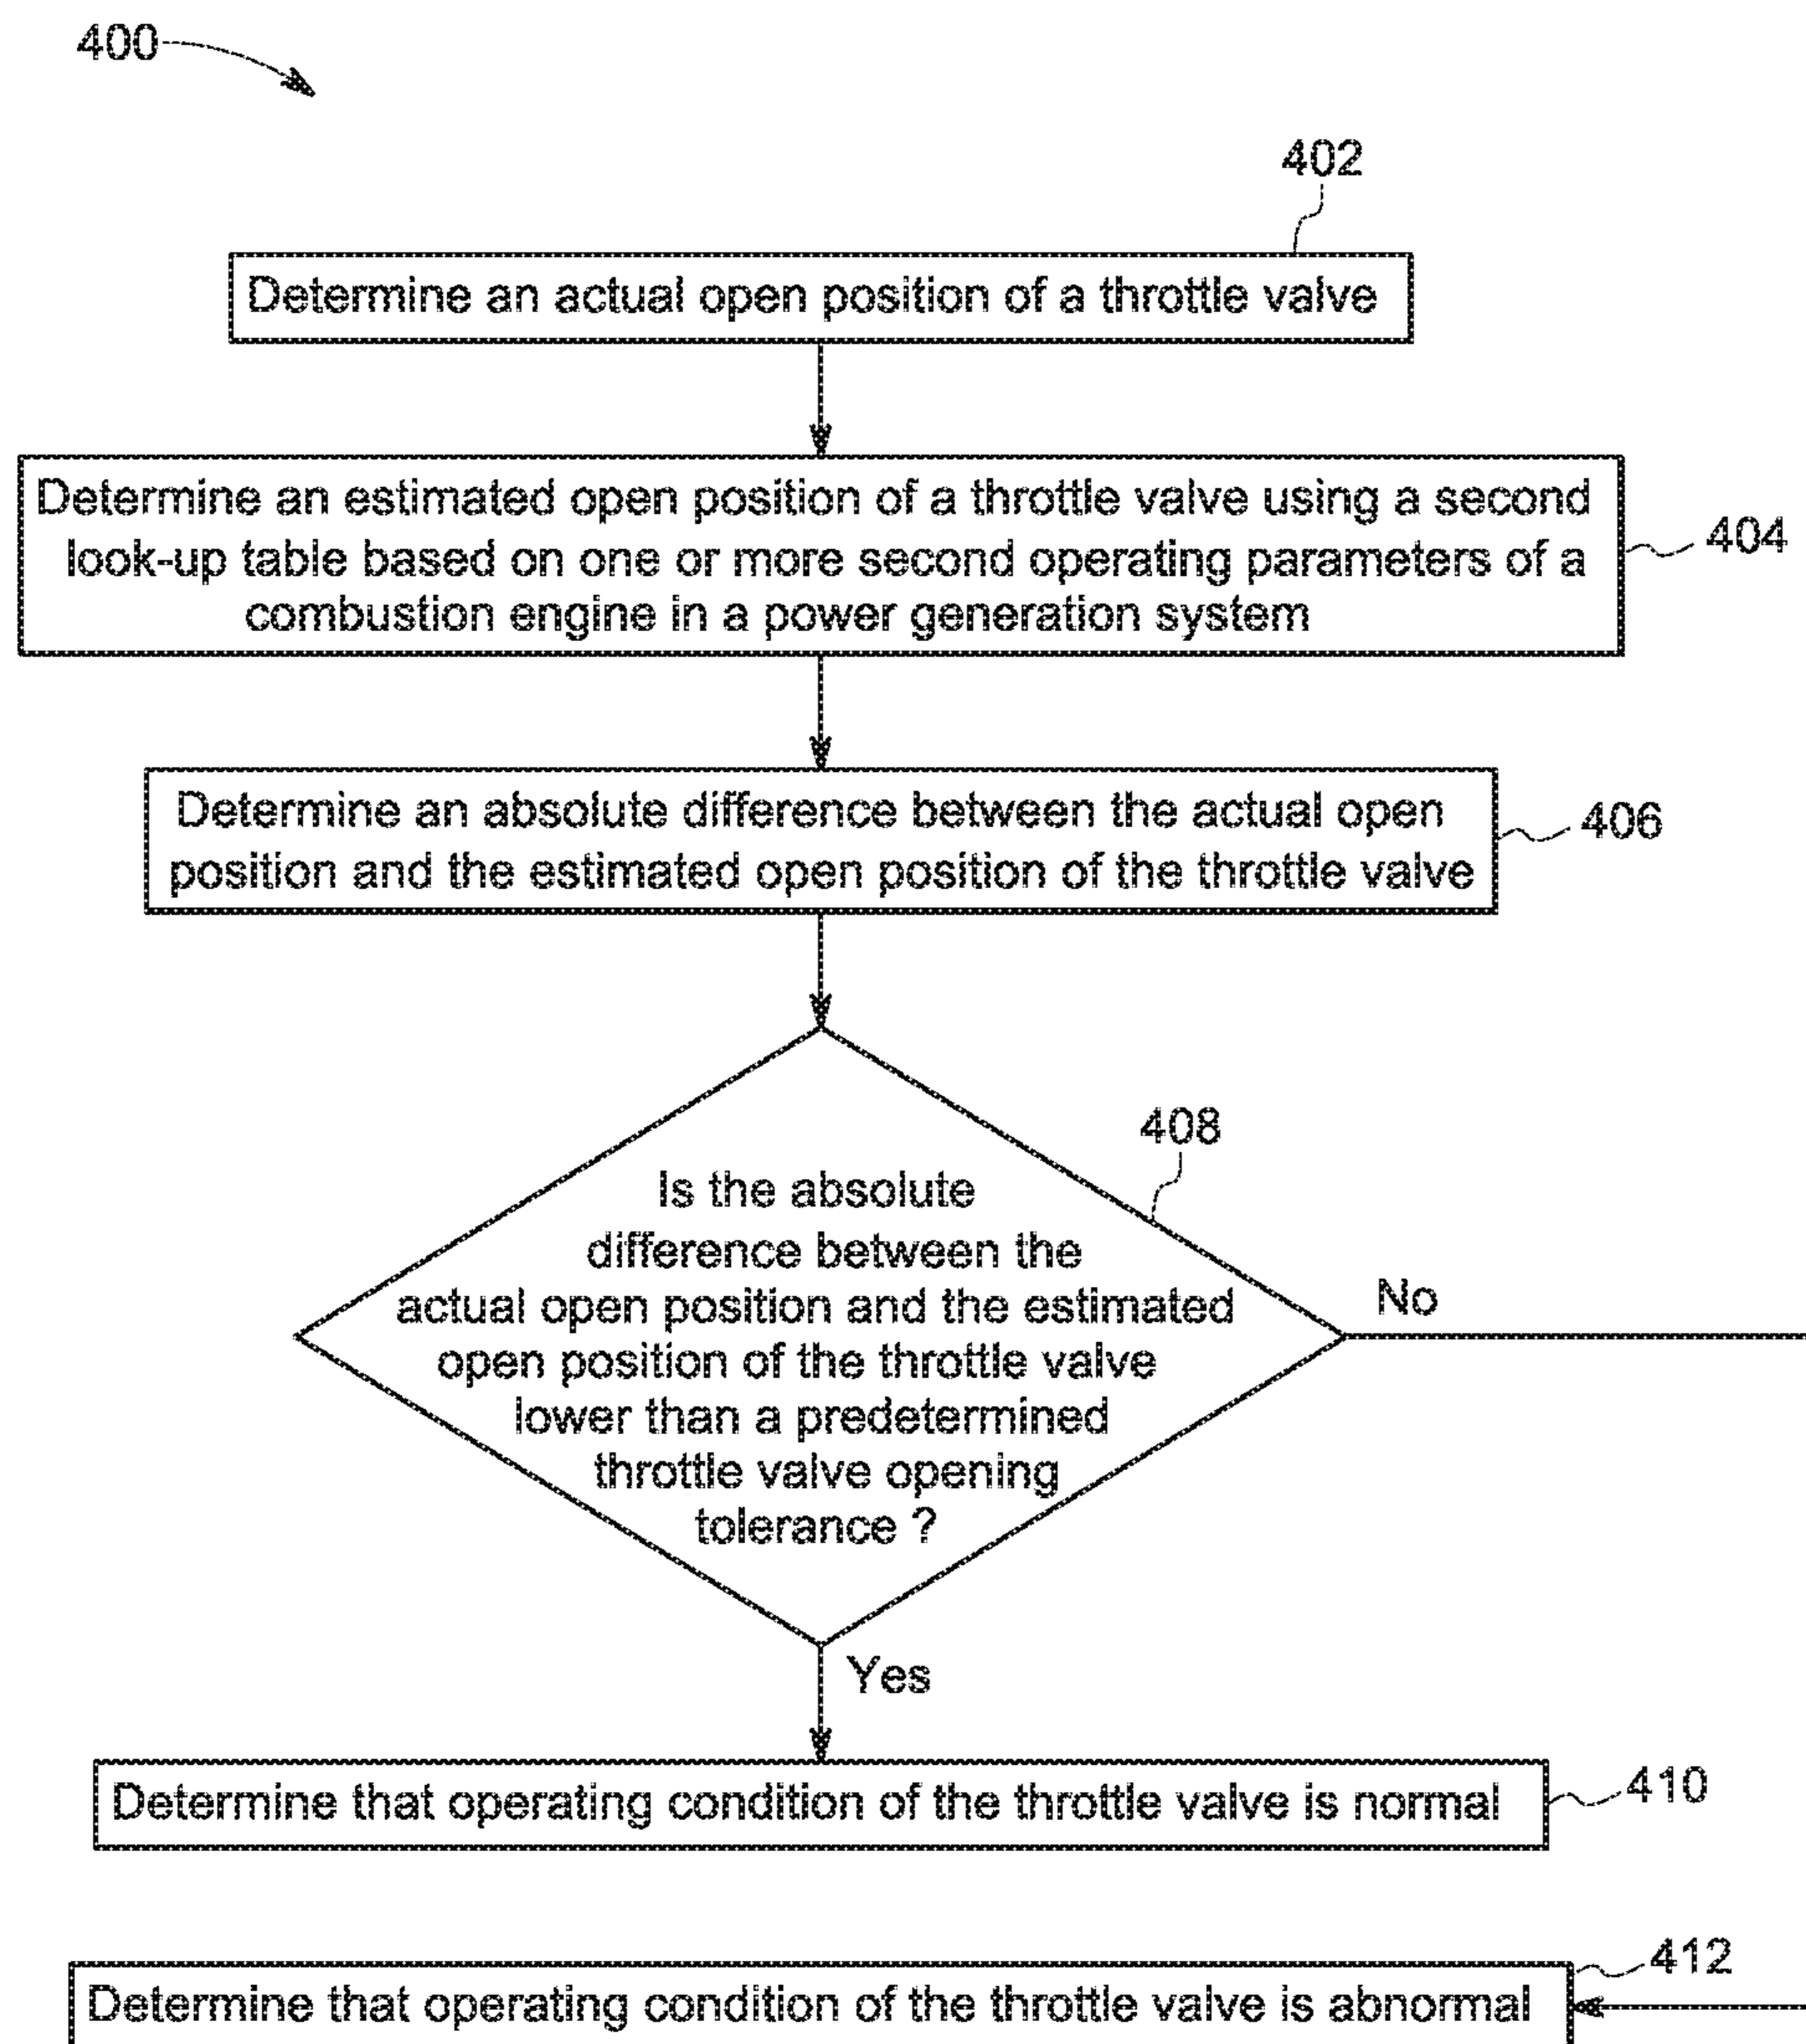 400
402
Determine an actual open position of a throttle valve
Determine an estimated open position of a throttle valve using a second
look-up table based on one or more second operating parameters of a
combustion engine in a power generation system
404
Determine an absolute difference between the actual open
position and the estimated open position of the throttle valve
406
408
Is the absolute
difference between the
actual open position and the estimated
open position of the throttle valve
lower than a predetermined
throttle valve opening
tolerance ?
No
Yes
Determine that operating condition of the throttle valve is normal
410
412
Determine that operating condition of the throttle valve is abnormal